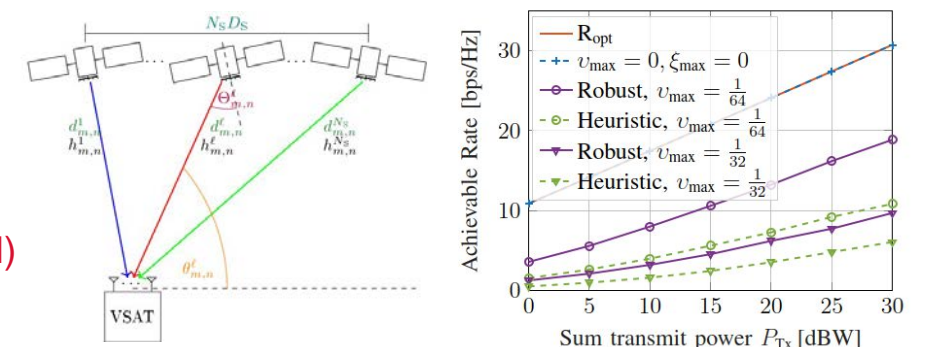 N_S D_S
Θ^ℓ_{m,n}
d^1_{m,n}
h^1_{m,n}
d^ℓ_{m,n}
h^ℓ_{m,n}
d^{N_S}_{m,n}
h^{N_S}_{m,n}
θ^ℓ_{m,n}
VSAT
)
Achievable Rate [bps/Hz]
30
20
10
0
R_opt
υ_max = 0, ξ_max = 0
Robust, υ_max = 1/64
Heuristic, υ_max = 1/64
Robust, υ_max = 1/32
Heuristic, υ_max = 1/32
0 5 10 15 20 25 30
Sum transmit power P_Tx [dBW]